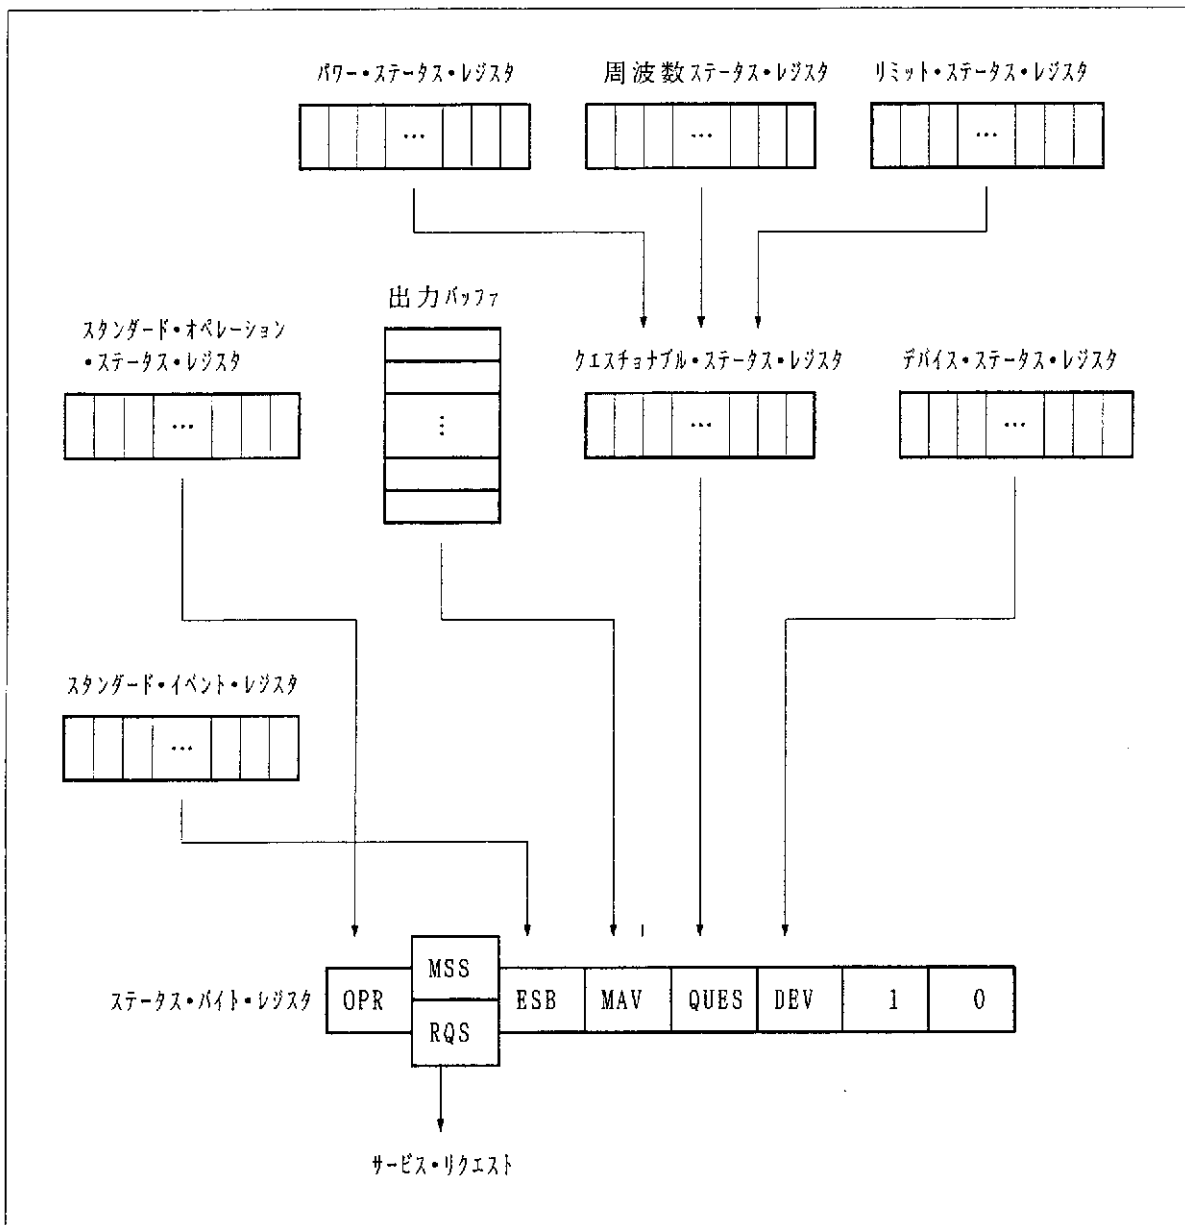 パワー・ステータス・レジスタ
周波数ステータス・レジスタ
リミット・ステータス・レジスタ
…
…
…
出力バッファ
スタンダード・オペレーション
・ステータス・レジスタ
クエスチョナブル・ステータス・レジスタ
デバイス・ステータス・レジスタ
…
⋮
…
…
スタンダード・イベント・レジスタ
…
ステータス・バイト・レジスタ
OPR
MSS
RQS
ESB
MAV
QUES
DEV
1
0
サービス・リクエスト